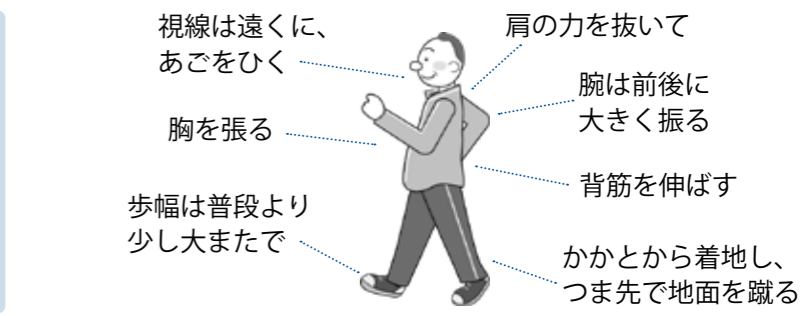 視線は遠くに、
あごをひく
肩の力を抜いて
腕は前後に
大きく振る
胸を張る
背筋を伸ばす
歩幅は普段より
少し大またで
かかとから着地し、
つま先で地面を蹴る